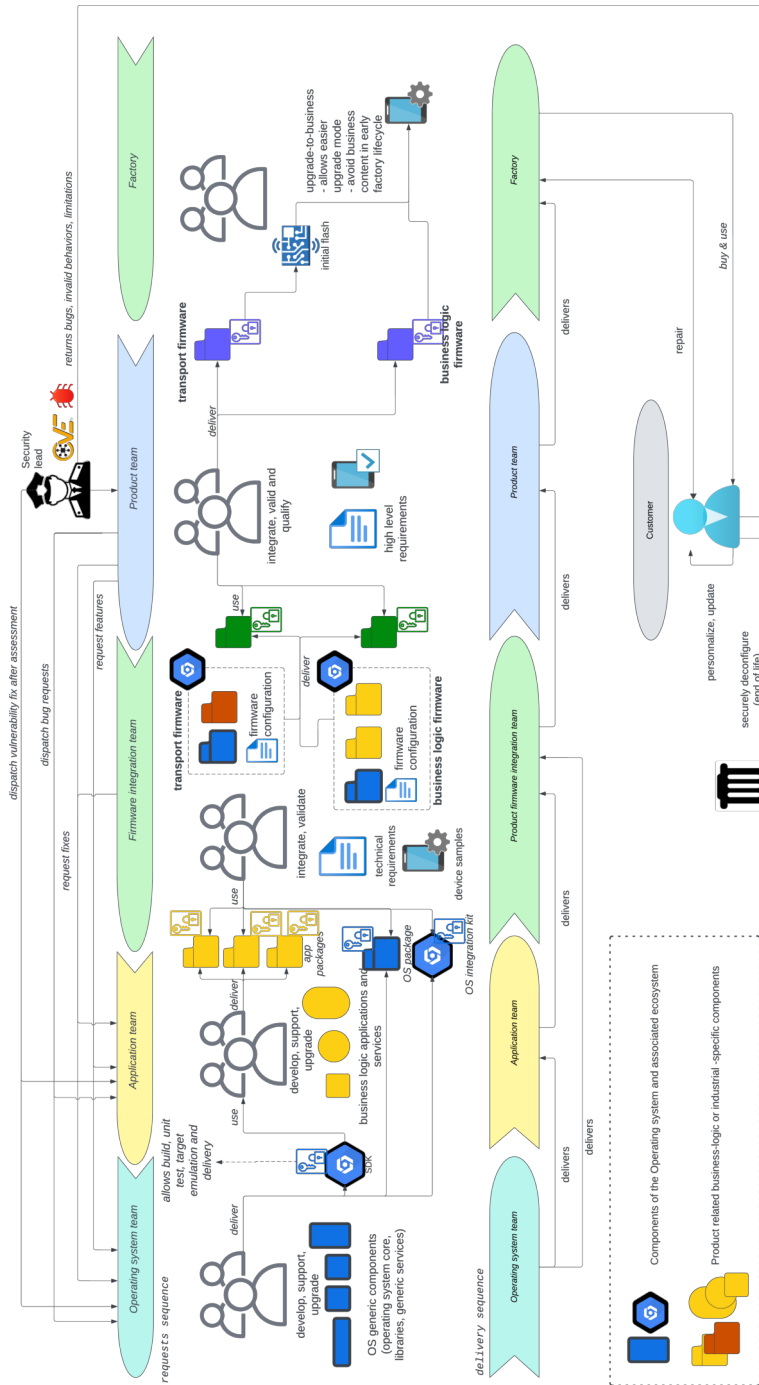 returns bugs, invalid behaviors, limitations
Security
lead
CVE
dispatch vulnerability fix after assessment
dispatch bug requests
request features
request fixes
Operating system team
Application team
Firmware integration team
Product team
Factory
requests sequence
allows build, unit
test, target
emulation and
delivery
deliver
use
deliver
use
deliver
use
deliver
develop, support,
upgrade
OS generic components
(operating system core,
libraries, generic services)
SDK
develop, support,
upgrade
business logic applications and
services
app
packages
OS package
OS integration kit
integrate, validate
technical
requirements
device samples
transport firmware
firmware
configuration
firmware
configuration
business logic firmware
integrate, valid and
qualify
high level
requirements
transport firmware
business logic
firmware
initial flash
upgrade-to-business
- allows easier
upgrade mode
- avoid business
content in early
factory lifecycle
delivery sequence
Operating system team
Application team
Product firmware integration team
Product team
Factory
delivers
delivers
delivers
delivers
delivers
delivers
repair
buy & use
Customer
personnalize, update
securely deconfigure
(end of life)
Components of the Operating system and associated ecosystem
Product related business-logic or industrial -specific components